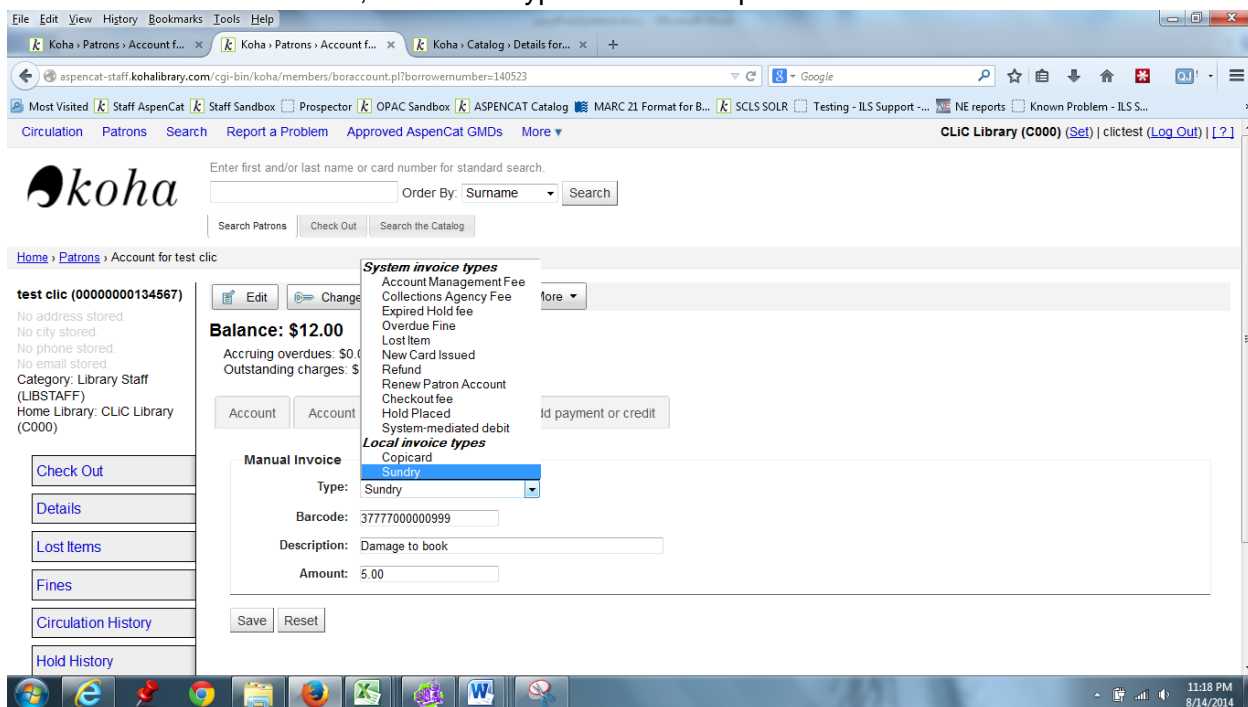 File Edit View History Bookmarks Tools Help
Koha › Patrons › Account f... × Koha › Patrons › Account f... × Koha › Catalog › Details for... × +
aspencat-staff.kohalibrary.com/cgi-bin/koha/members/boraccount.pl?borrowernumber=140523 Google
Most Visited Staff AspenCat Staff Sandbox Prospector OPAC Sandbox ASPENCAT Catalog MARC 21 Format for B... SCLS SOLR Testing - ILS Support -... NE reports Known Problem - ILS S...
Circulation Patrons Search Report a Problem Approved AspenCat GMDs More ▾ CLiC Library (C000) (Set) | clictest (Log Out) | [ ? ]
koha
Enter first and/or last name or card number for standard search.
Order By: Surname Search
Search Patrons Check Out Search the Catalog
Home › Patrons › Account for test clic
test clic (00000000134567)
No address stored.
No city stored.
No phone stored.
No email stored.
Category: Library Staff
(LIBSTAFF)
Home Library: CLiC Library
(C000)
Check Out
Details
Lost Items
Fines
Circulation History
Hold History
Edit Change
More
Balance: $12.00
Accruing overdues: $0.
Outstanding charges: $
Account Account
dd payment or credit
System invoice types
Account Management Fee
Collections Agency Fee
Expired Hold fee
Overdue Fine
Lost Item
New Card Issued
Refund
Renew Patron Account
Checkout fee
Hold Placed
System-mediated debit
Local invoice types
Copicard
Sundry
Manual Invoice
Type: Sundry
Barcode: 37777000000999
Description: Damage to book
Amount: 5.00
Save Reset
11:18 PM
8/14/2014